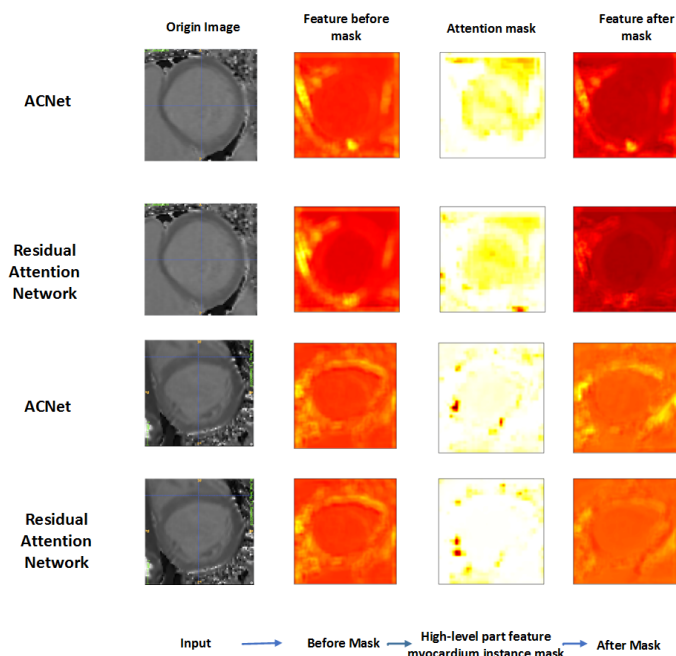 Origin Image
Feature before
mask
Attention mask
Feature after
mask
ACNet
Residual
Attention
Network
ACNet
Residual
Attention
Network
Input
Before Mask
High-level part feature
myocardium instance mask
After Mask